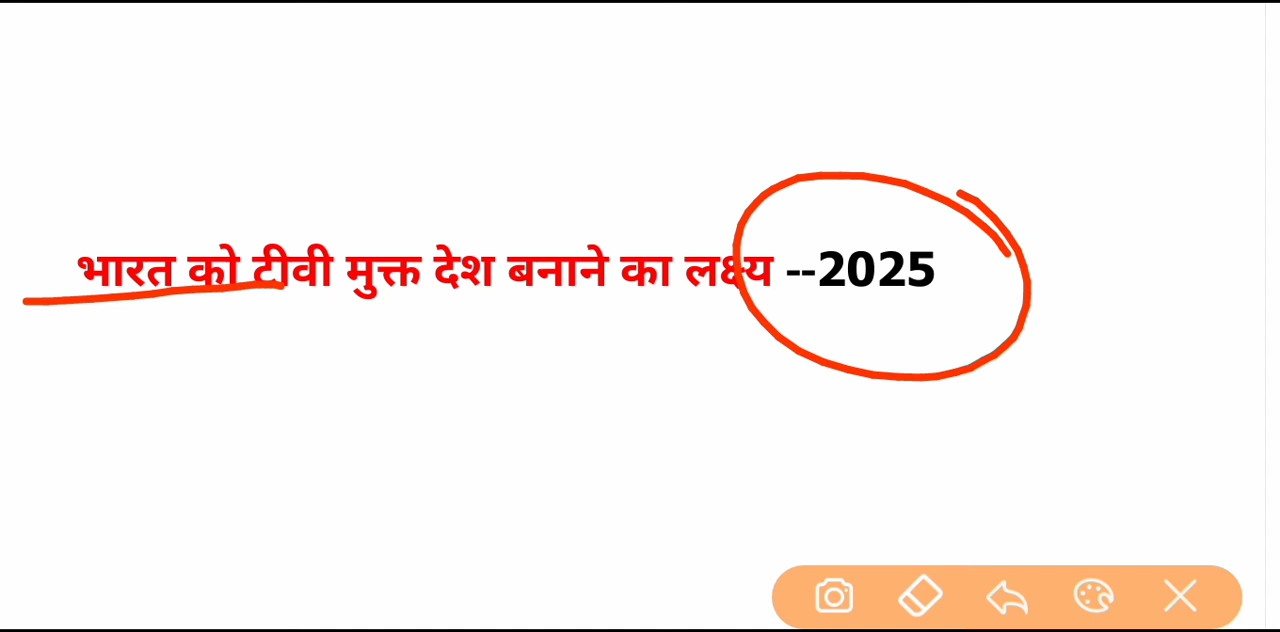 भारत को टीवी मुक्त देश बनाने का लक्ष्य --2025